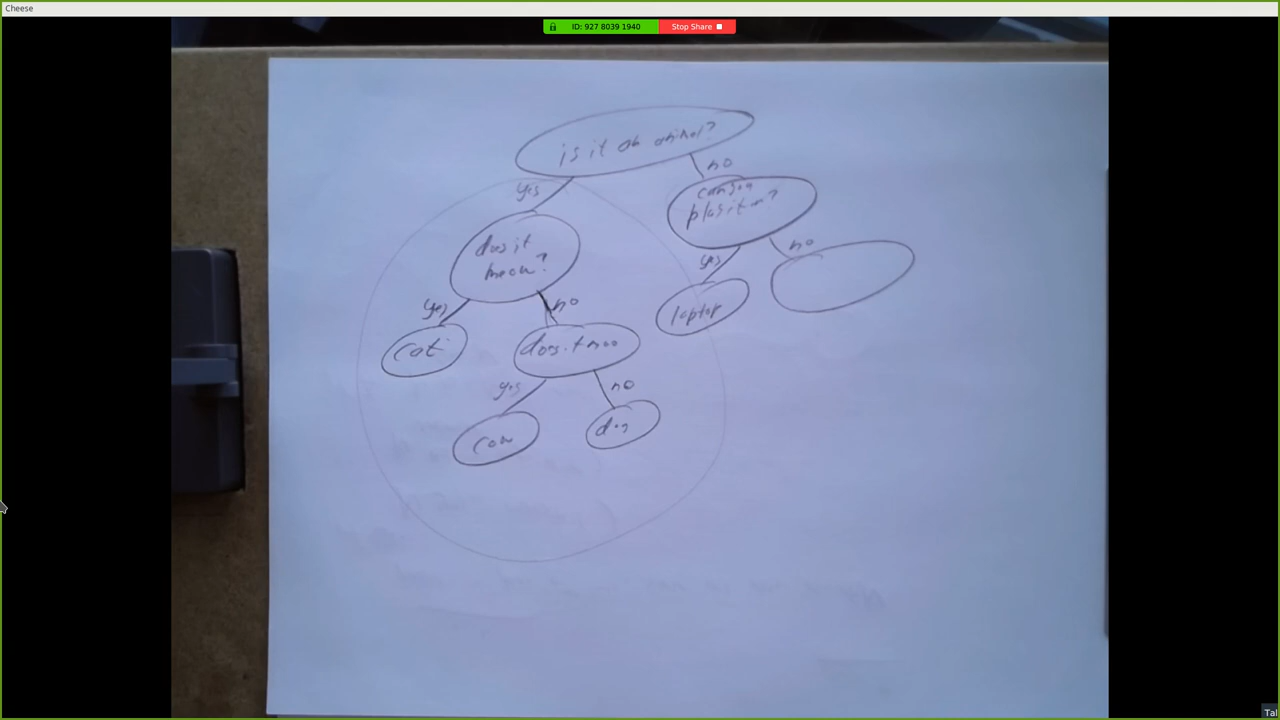 Cheese
ID: 927 8039 1940
Stop Share
is it an animal?
yes
no
can you
play it on?
does it
meow?
yes
no
yes
no
laptop
cat
does it moo
yes
no
cow
dog
Tal